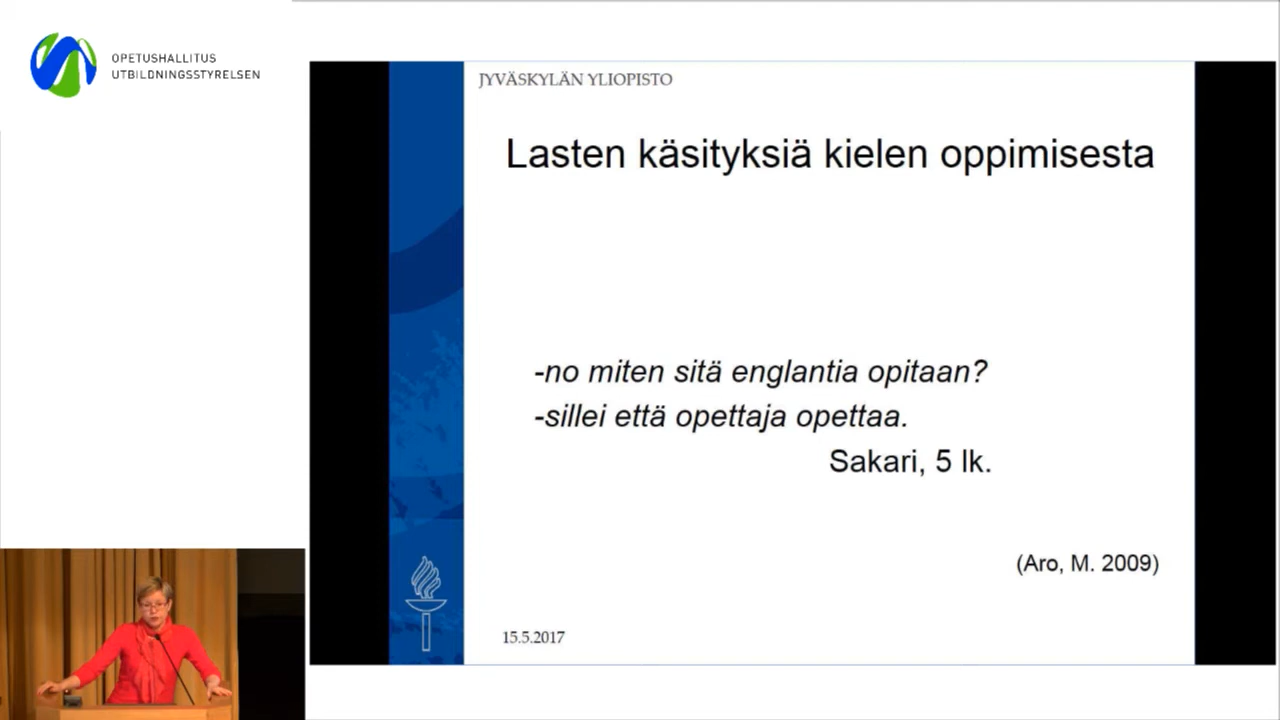 OPETUSHALLITUS
UTBILDNINGSSTYRELSEN
JYVÄSKYLÄN YLIOPISTO
Lasten käsityksiä kielen oppimisesta
-no miten sitä englantia opitaan?
-sillei että opettaja opettaa.
Sakari, 5 lk.
(Aro, M. 2009)
15.5.2017